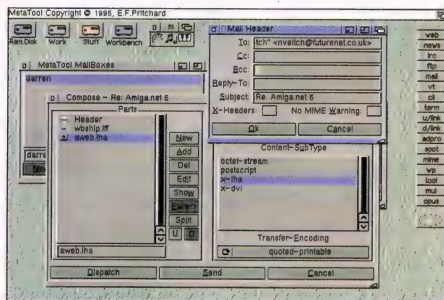 MetaTool Copyright © 1996, E.F.Pritchard
Ram Disk
Work
Stuff
Workbench
MetaTool MailBoxes
darren
Compose - Re: Amiga.net 6
Parts
Header
wbship.iff
aweb.lha
New
Add
Del
Edit
Show
Split
U
D
aweb.lha
Dispatch
Send
Cancel
Mail Header
To: tch" <nveitch@futurenet.co.uk>
Cc:
Bcc:
Reply-To:
Subject: Re: Amiga.net 6
X-Headers:
No MIME Warning:
Ok
Cancel
Content-SubType
octet-stream
postscript
x-lha
x-dvi
Transfer-Encoding
quoted-printable
web
news
irc
ftp
mail
vt
cli
term
u/link
d/link
adpro
mime
wp
tool
mui
opus